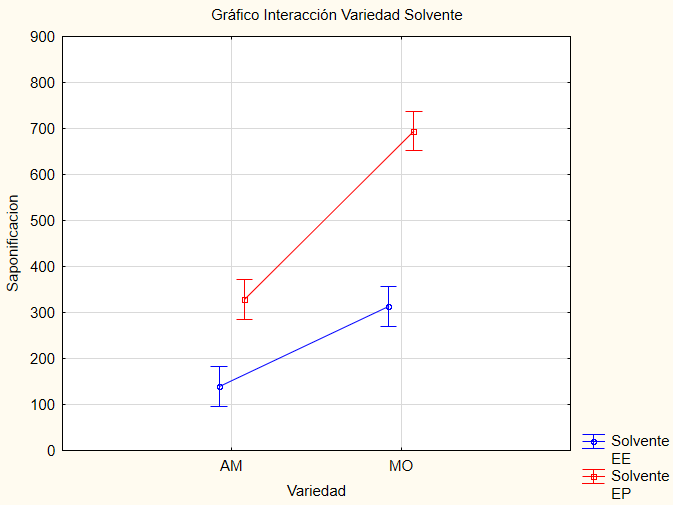 Gráfico Interacción Variedad Solvente
900
800
700
600
500
400
300
200
100
0
Saponificacion
AM MO
Variedad
Solvente
EE
Solvente
EP